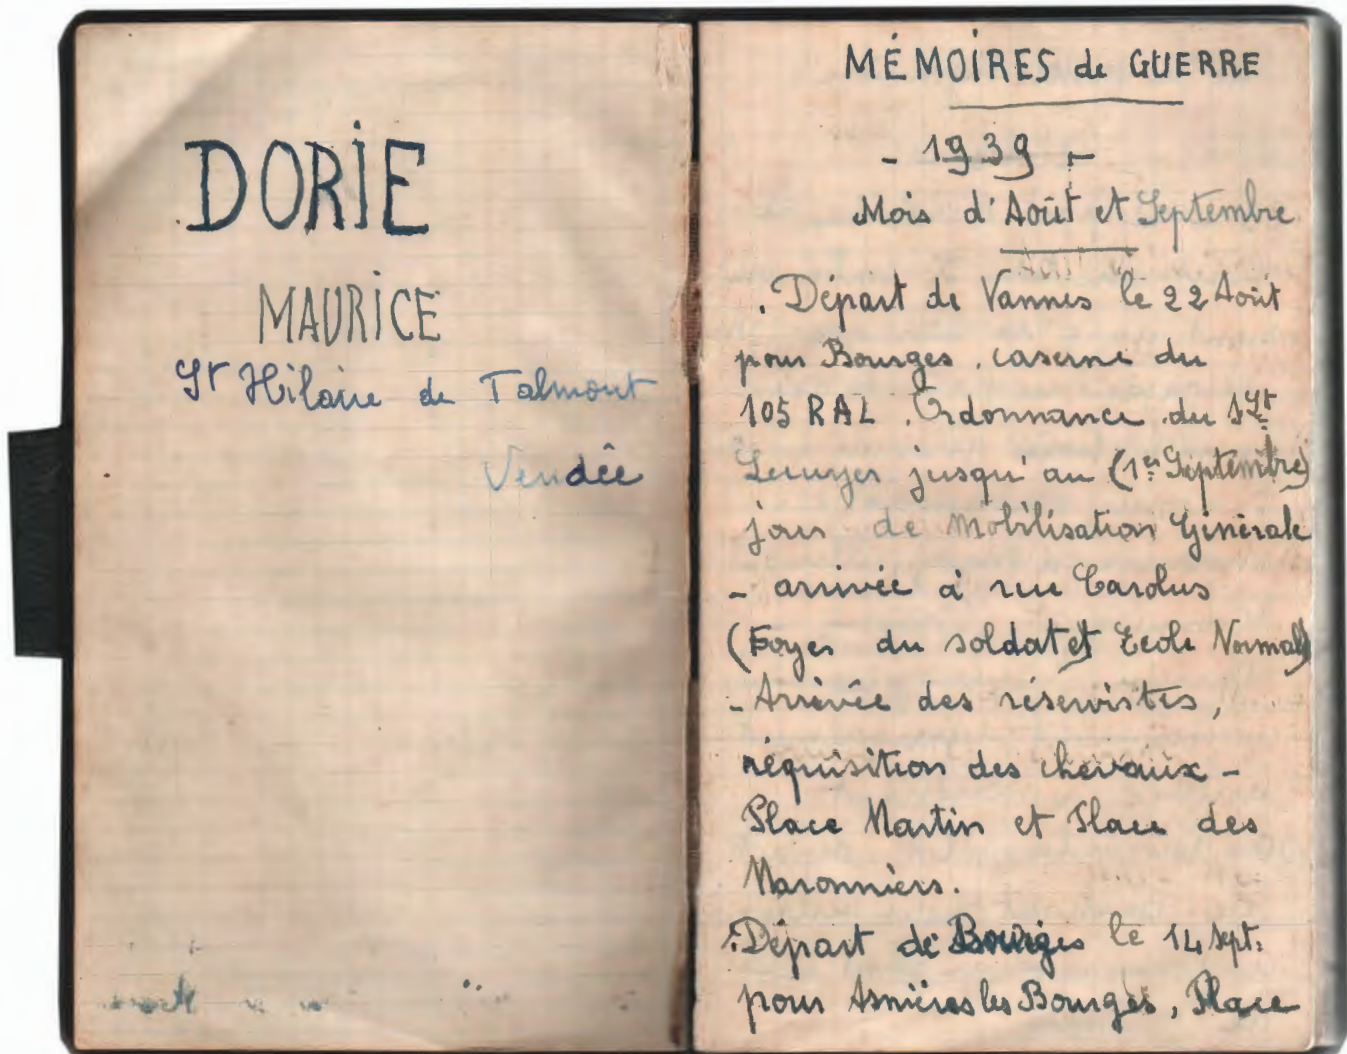 DORIE
MAURICE
St Hilaire de Talmont
Vendée
MÉMOIRES de GUERRE
- 1939 -
Mois d'Août et Septembre
. Départ de Vannes le 22 Août
pour Bourges, caserne du
105 RAL. Ordonnance du
Lecuyer jusqu'au (1er Septembre)
jour de Mobilisation Générale
- arrivée à rue Carolus
(Foyer du soldat et Ecole Normale)
- Arrivée des réservistes,
réquisition des chevaux -
Place Martin et Place des
Maronniers.
. Départ de Bourges le 14 sept.
pour Asnières les Bourges, Place